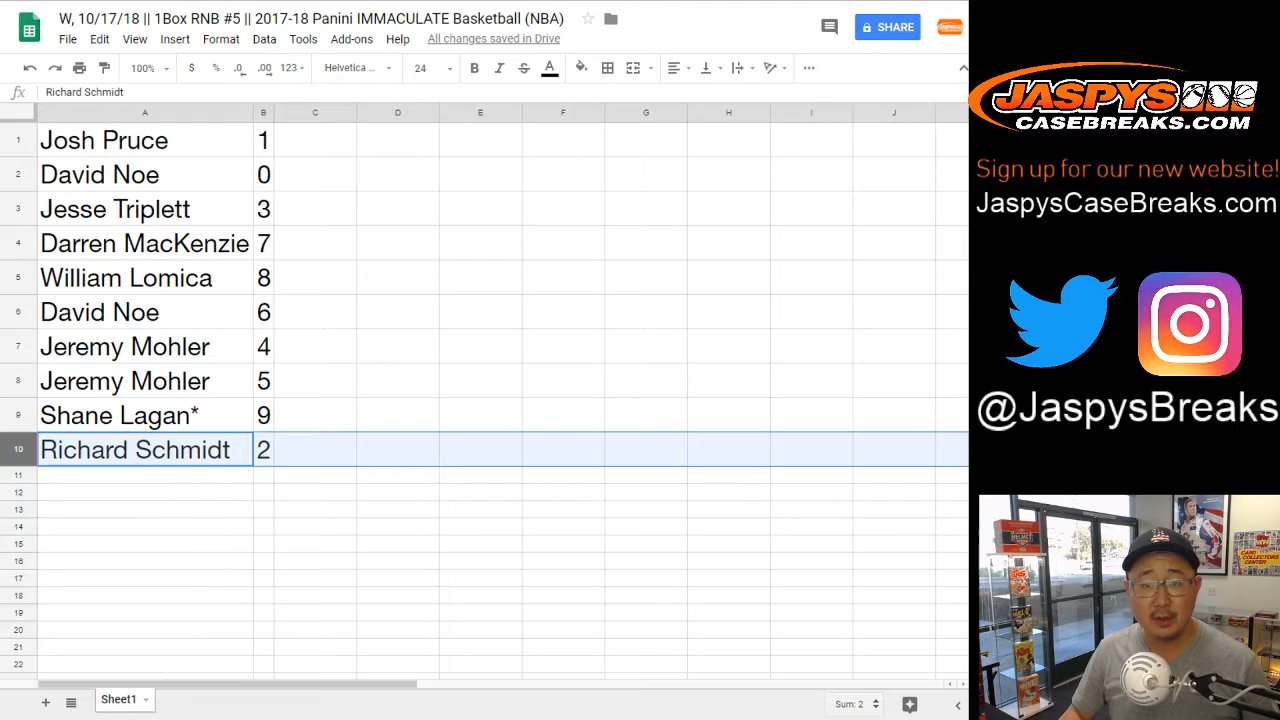 W, 10/17/18 || 1Box RNB #5 || 2017-18 Panini IMMACULATE Basketball (NBA)
File Edit View Insert Format Data Tools Add-ons Help All changes saved in Drive
SHARE
100% $ % .0 .00 123 Helvetica ... 24 B I S A
fx Richard Schmidt
A B C D E F G H I J
1 Josh Pruce 1
2 David Noe 0
3 Jesse Triplett 3
4 Darren MacKenzie 7
5 William Lomica 8
6 David Noe 6
7 Jeremy Mohler 4
8 Jeremy Mohler 5
9 Shane Lagan* 9
10 Richard Schmidt 2
11
12
13
14
15
16
17
18
19
20
21
22
Sheet1
Sum: 2
JASPYS
CASEBREAKS.COM
Sign up for our new website!
JaspysCaseBreaks.com
@JaspysBreaks
HELMET
CARD
COLLECTORS
CENTER